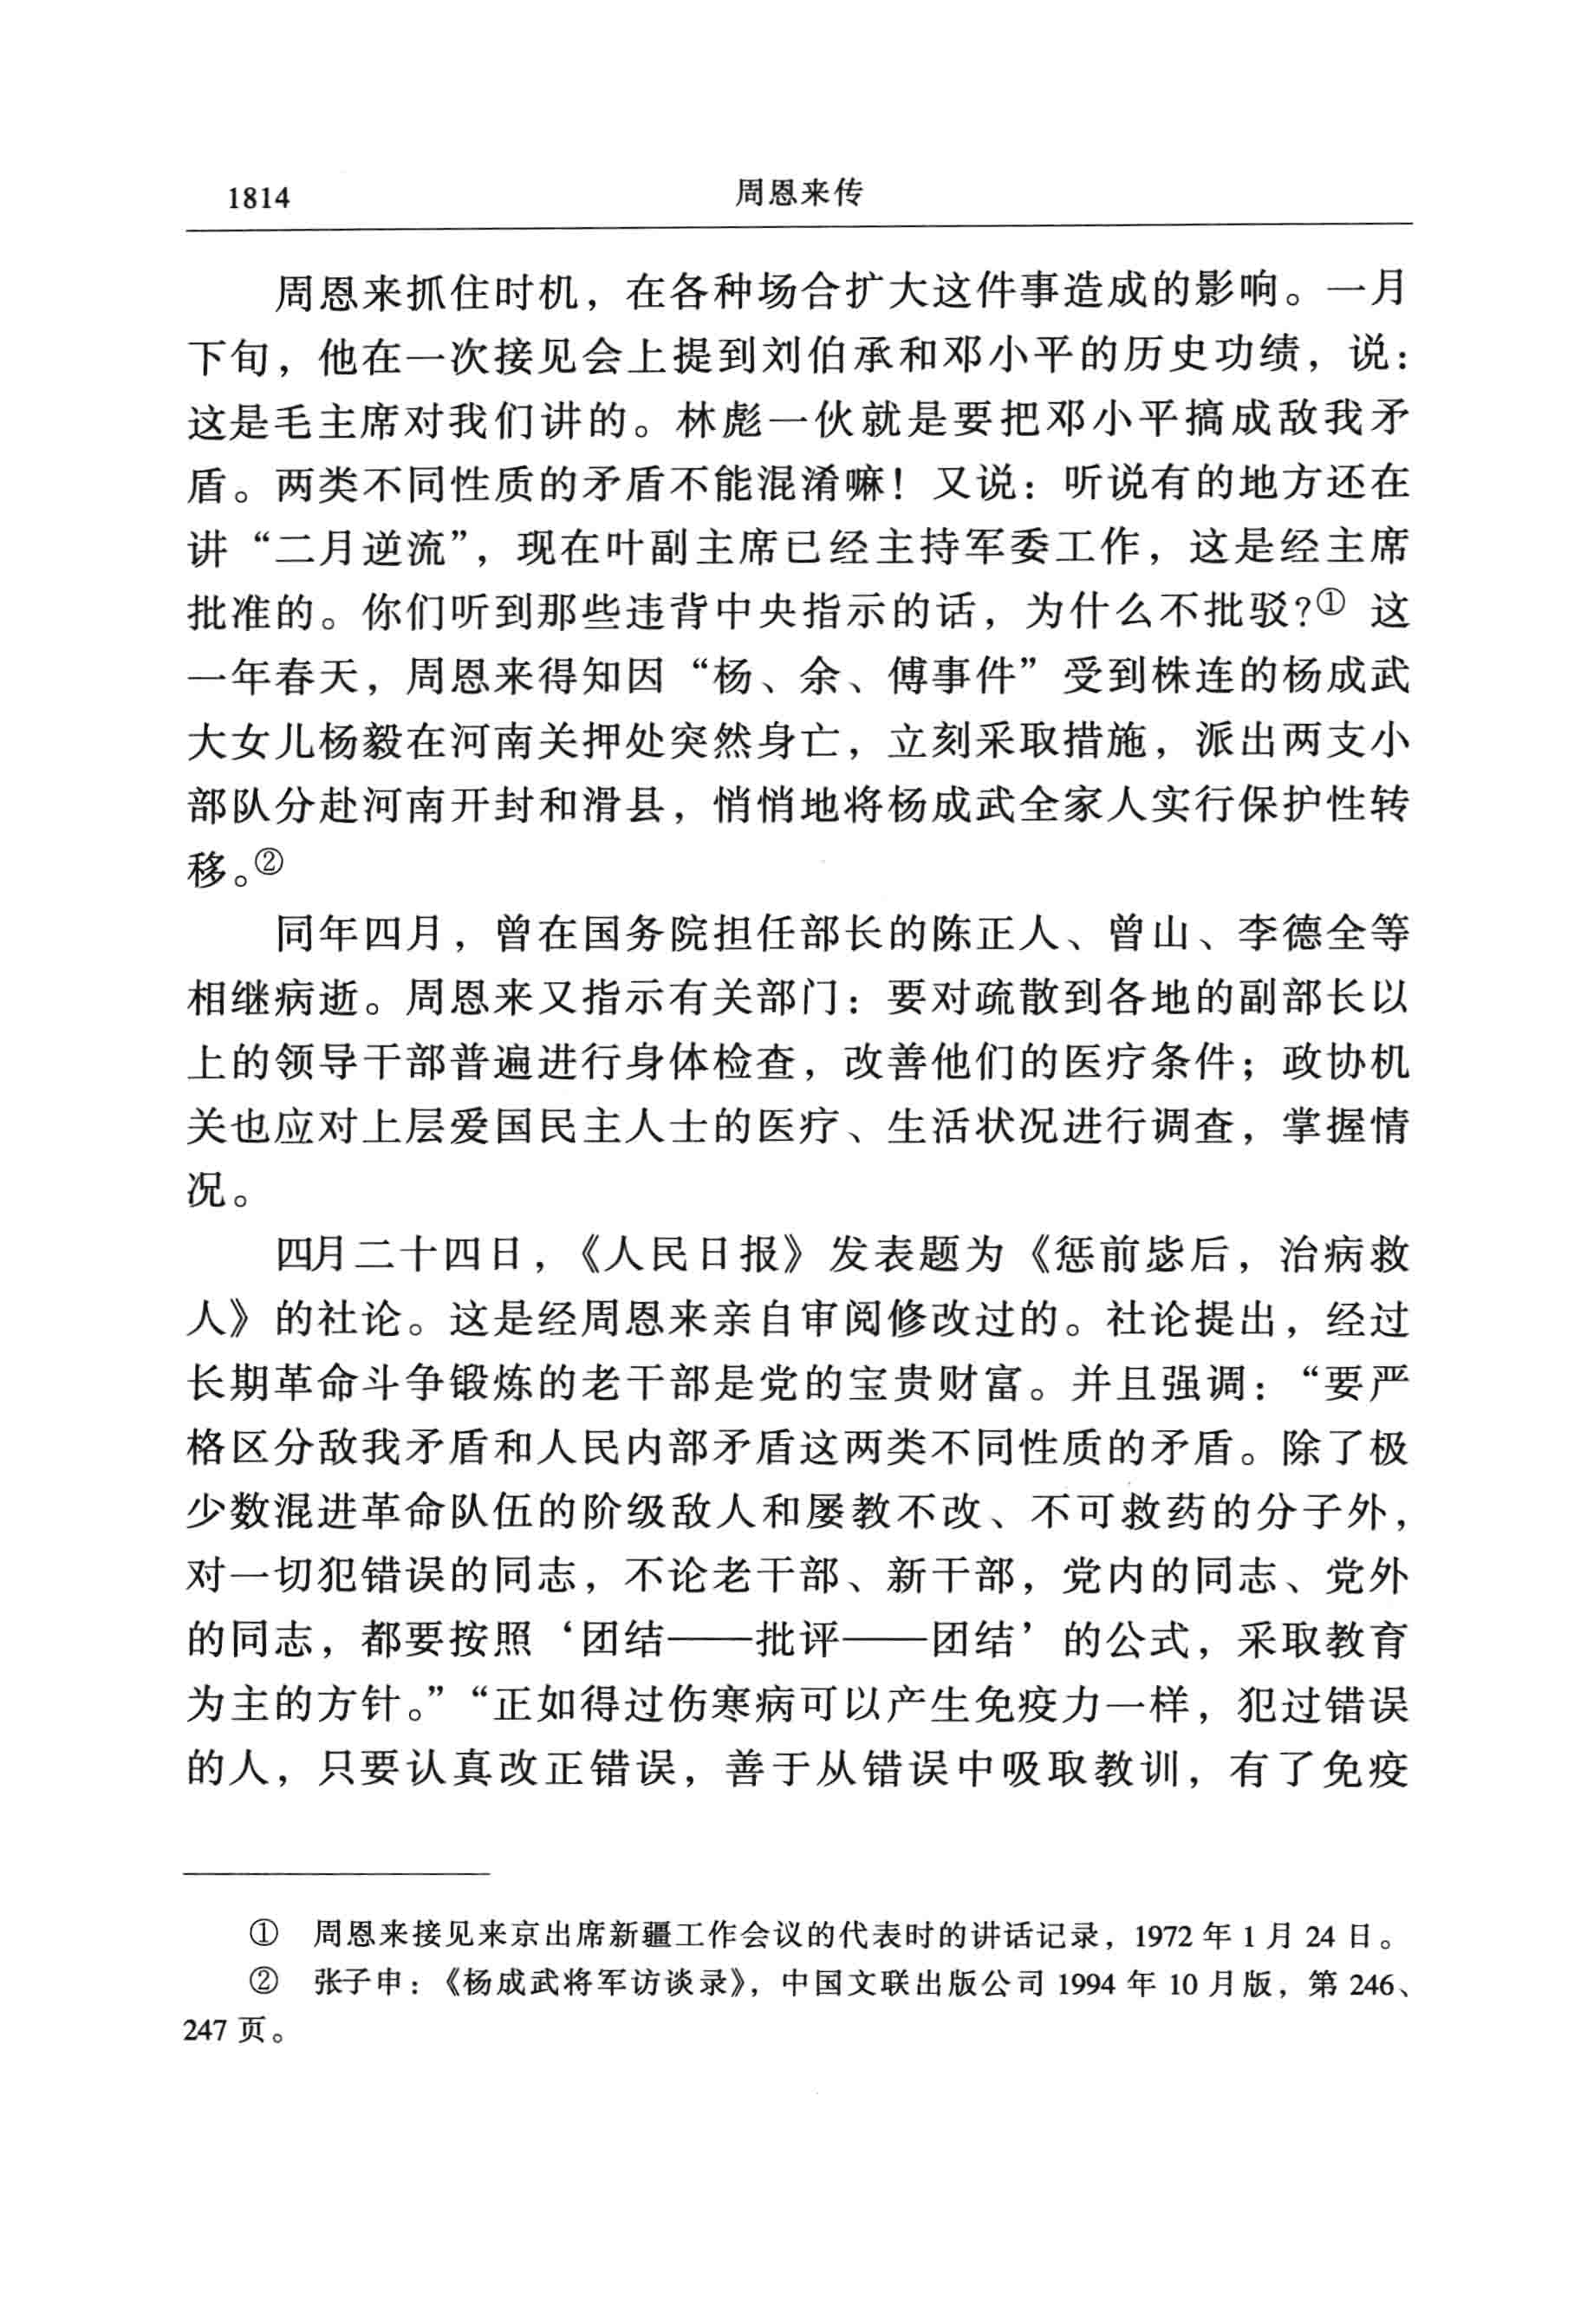 1814
周恩来传
周恩来抓住时机，在各种场合扩大这件事造成的影响。一月
下旬，他在一次接见会上提到刘伯承和邓小平的历史功绩，说：
这是毛主席对我们讲的。林彪一伙就是要把邓小平搞成敌我矛
盾。两类不同性质的矛盾不能混淆嘛！又说：听说有的地方还在
讲“二月逆流”，现在叶副主席已经主持军委工作，这是经主席
批准的。你们听到那些违背中央指示的话，为什么不批驳?① 这
一年春天，周恩来得知因“杨、余、傅事件”受到株连的杨成武
大女儿杨毅在河南关押处突然身亡，立刻采取措施，派出两支小
部队分赴河南开封和滑县，悄悄地将杨成武全家人实行保护性转
移。②
同年四月，曾在国务院担任部长的陈正人、曾山、李德全等
相继病逝。周恩来又指示有关部门：要对疏散到各地的副部长以
上的领导干部普遍进行身体检查，改善他们的医疗条件；政协机
关也应对上层爱国民主人士的医疗、生活状况进行调查，掌握情
况。
四月二十四日，《人民日报》发表题为《惩前毖后，治病救
人》的社论。这是经周恩来亲自审阅修改过的。社论提出，经过
长期革命斗争锻炼的老干部是党的宝贵财富。并且强调：“要严
格区分敌我矛盾和人民内部矛盾这两类不同性质的矛盾。除了极
少数混进革命队伍的阶级敌人和屡教不改、不可救药的分子外，
对一切犯错误的同志，不论老干部、新干部，党内的同志、党外
的同志，都要按照‘团结——批评——团结’的公式，采取教育
为主的方针。”“正如得过伤寒病可以产生免疫力一样，犯过错误
的人，只要认真改正错误，善于从错误中吸取教训，有了免疫
① 周恩来接见来京出席新疆工作会议的代表时的讲话记录，1972 年 1 月 24 日。
② 张子申：《杨成武将军访谈录》，中国文联出版公司 1994 年 10 月版，第 246、
247 页。